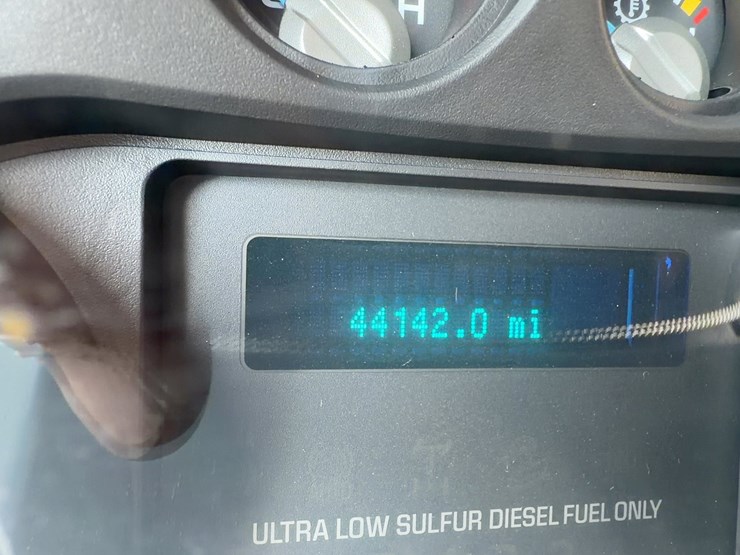 H
44142.0 mi
ULTRA LOW SULFUR DIESEL FUEL ONLY